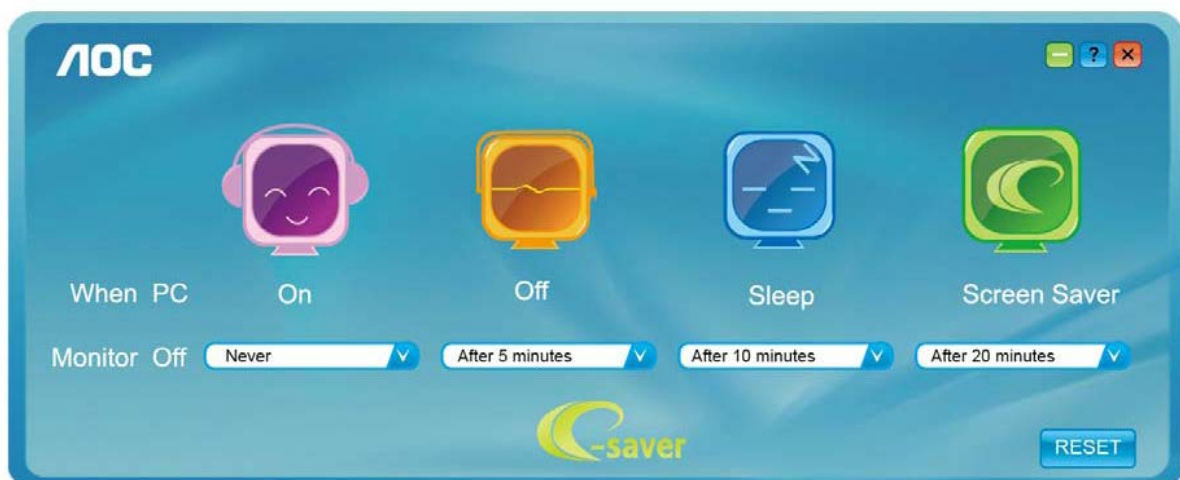 AOC
?
When PC On Off Sleep Screen Saver
Monitor Off Never After 5 minutes After 10 minutes After 20 minutes
e-saver
RESET